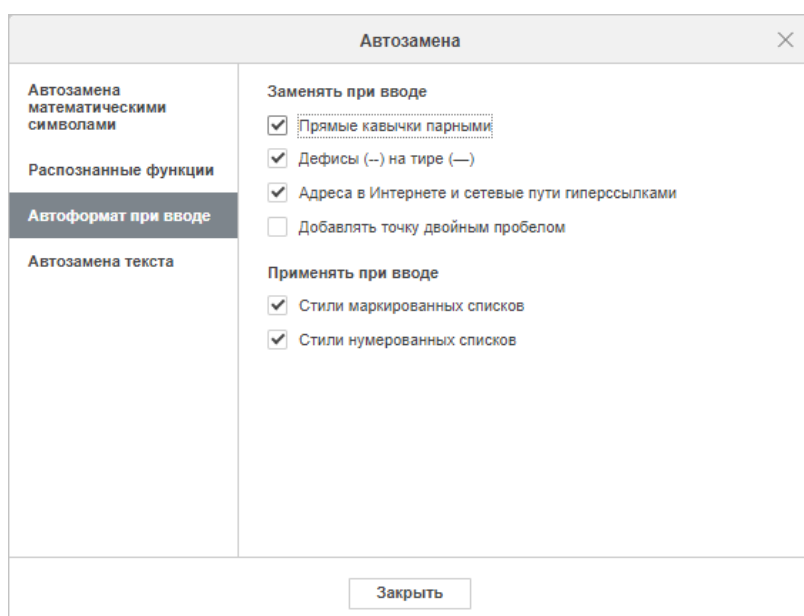 Автозамена
Автозамена
математическими
символами
Распознанные функции
Автоформат при вводе
Автозамена текста
Заменять при вводе
Прямые кавычки парными
Дефисы (--) на тире (—)
Адреса в Интернете и сетевые пути гиперссылками
Добавлять точку двойным пробелом
Применять при вводе
Стили маркированных списков
Стили нумерованных списков
Закрыть